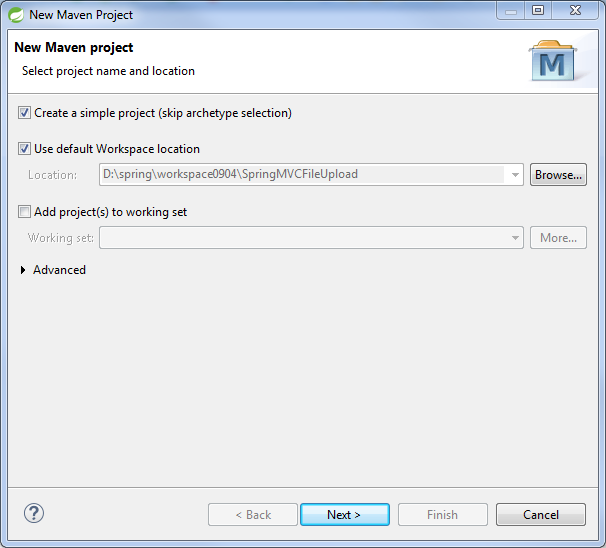 New Maven Project
New Maven project
Select project name and location
M
Create a simple project (skip archetype selection)
Use default Workspace location
Location: D:\spring\workspace0904\SpringMVCFileUpload Browse...
Add project(s) to working set
Working set: More...
Advanced
? < Back Next > Finish Cancel